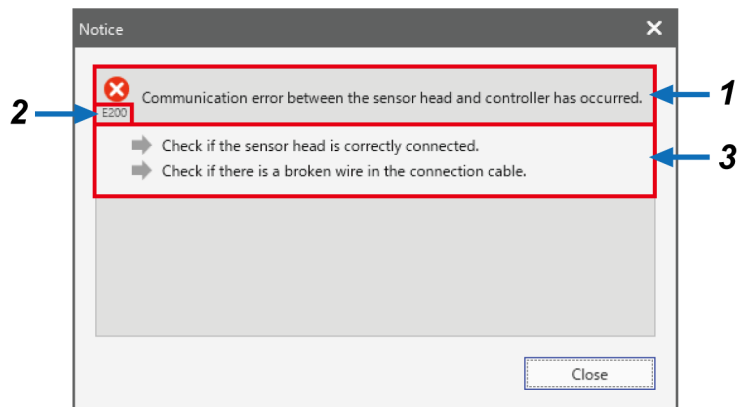 Notice
1
Communication error between the sensor head and controller has occurred.
2
E200
Check if the sensor head is correctly connected.
3
Check if there is a broken wire in the connection cable.
Close